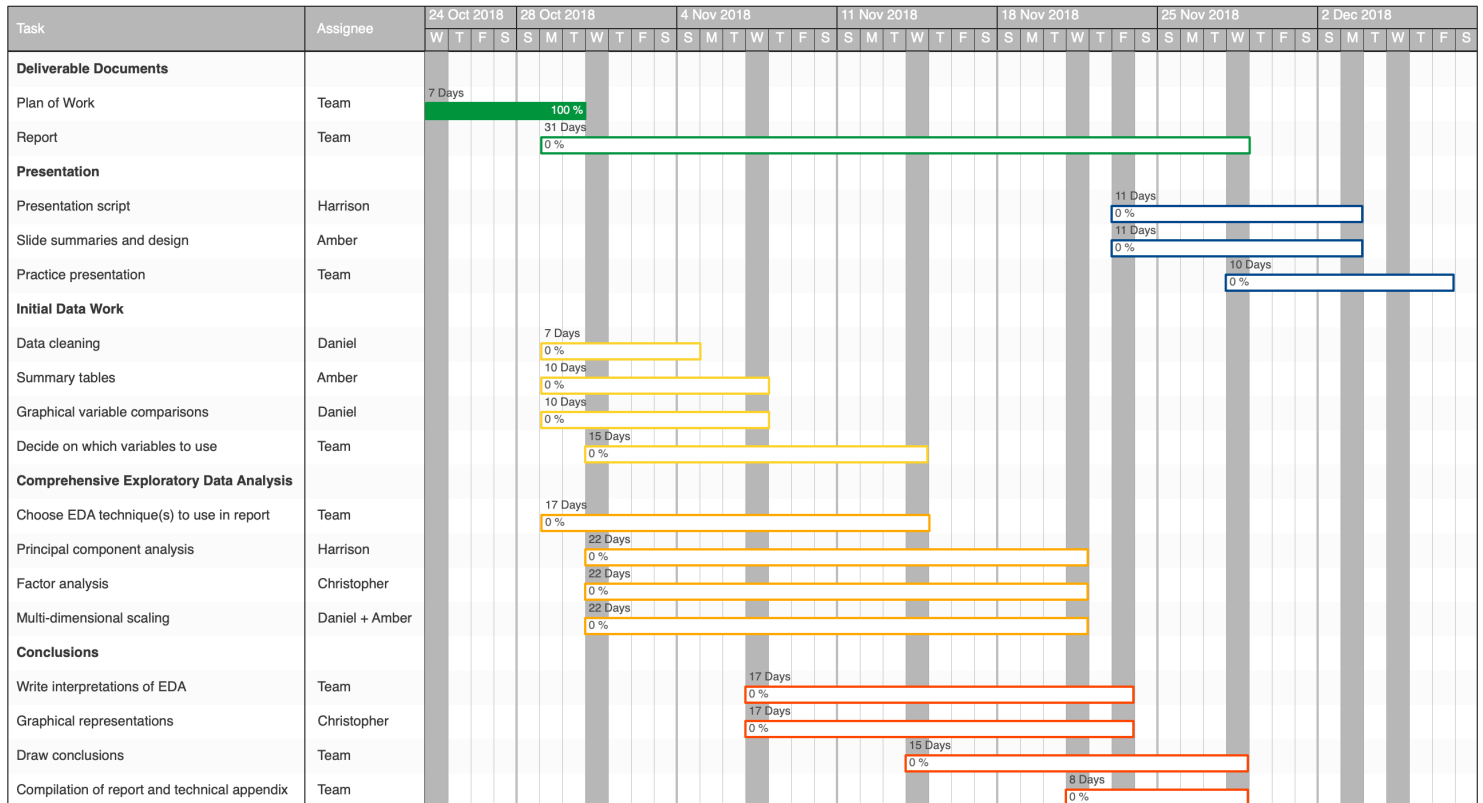 Task Assignee 24 Oct 2018 28 Oct 2018 4 Nov 2018 11 Nov 2018 18 Nov 2018 25 Nov 2018 2 Dec 2018
W T F S S M T W T F S S M T W T F S S M T W T F S S M T W T F S S M T W T F S S M T W T F S
Deliverable Documents
Plan of Work Team 7 Days 100 %
Report Team 31 Days 0 %
Presentation
Presentation script Harrison 11 Days 0 %
Slide summaries and design Amber 11 Days 0 %
Practice presentation Team 10 Days 0 %
Initial Data Work
Data cleaning Daniel 7 Days 0 %
Summary tables Amber 10 Days 0 %
Graphical variable comparisons Daniel 10 Days 0 %
Decide on which variables to use Team 15 Days 0 %
Comprehensive Exploratory Data Analysis
Choose EDA technique(s) to use in report Team 17 Days 0 %
Principal component analysis Harrison 22 Days 0 %
Factor analysis Christopher 22 Days 0 %
Multi-dimensional scaling Daniel + Amber 22 Days 0 %
Conclusions
Write interpretations of EDA Team 17 Days 0 %
Graphical representations Christopher 17 Days 0 %
Draw conclusions Team 15 Days 0 %
Compilation of report and technical appendix Team 8 Days 0 %